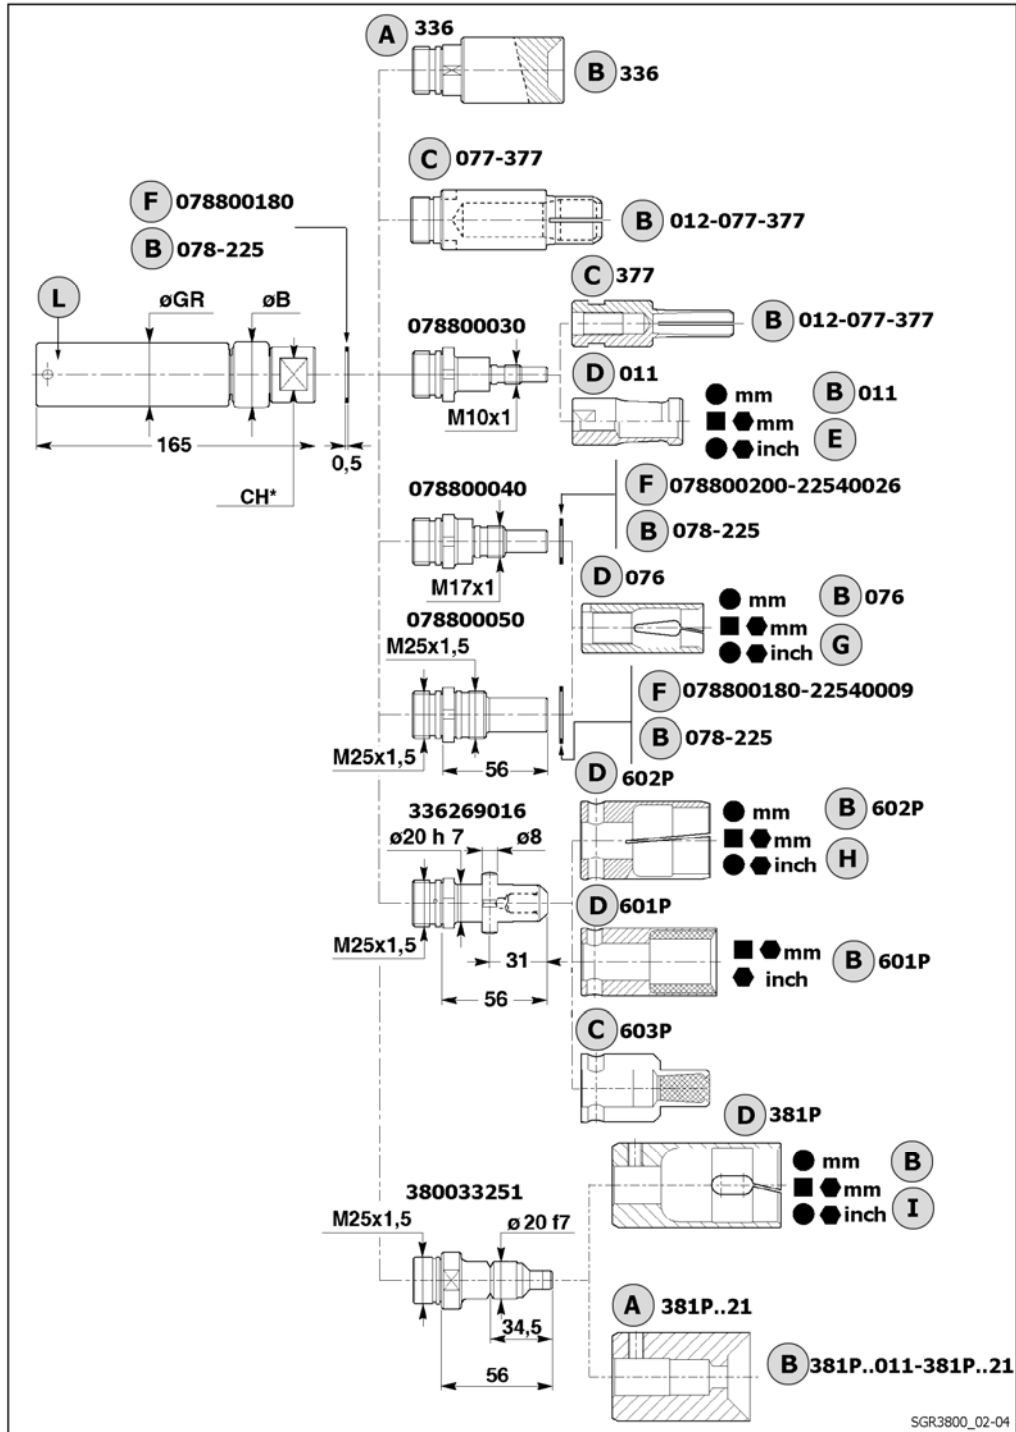 A 336
B 336
C 077-377
F 078800180
B 078-225
B 012-077-377
L
øGR
øB
C 377
078800030
B 012-077-377
D 011
M10x1
mm
B 011
mm
E
inch
165
0,5
CH*
078800040
F 078800200-22540026
B 078-225
M17x1
D 076
mm
B 076
mm
G
inch
078800050
M25x1,5
F 078800180-22540009
B 078-225
M25x1,5
56
D 602P
336269016
mm
B 602P
ø20 h 7
ø8
mm
H
inch
D 601P
M25x1,5
31
mm
B 601P
inch
56
C 603P
D 381P
mm
B
380033251
mm
I
inch
M25x1,5
ø 20 f7
A 381P..21
34,5
56
B 381P..011-381P..21
SGR3800_02-04